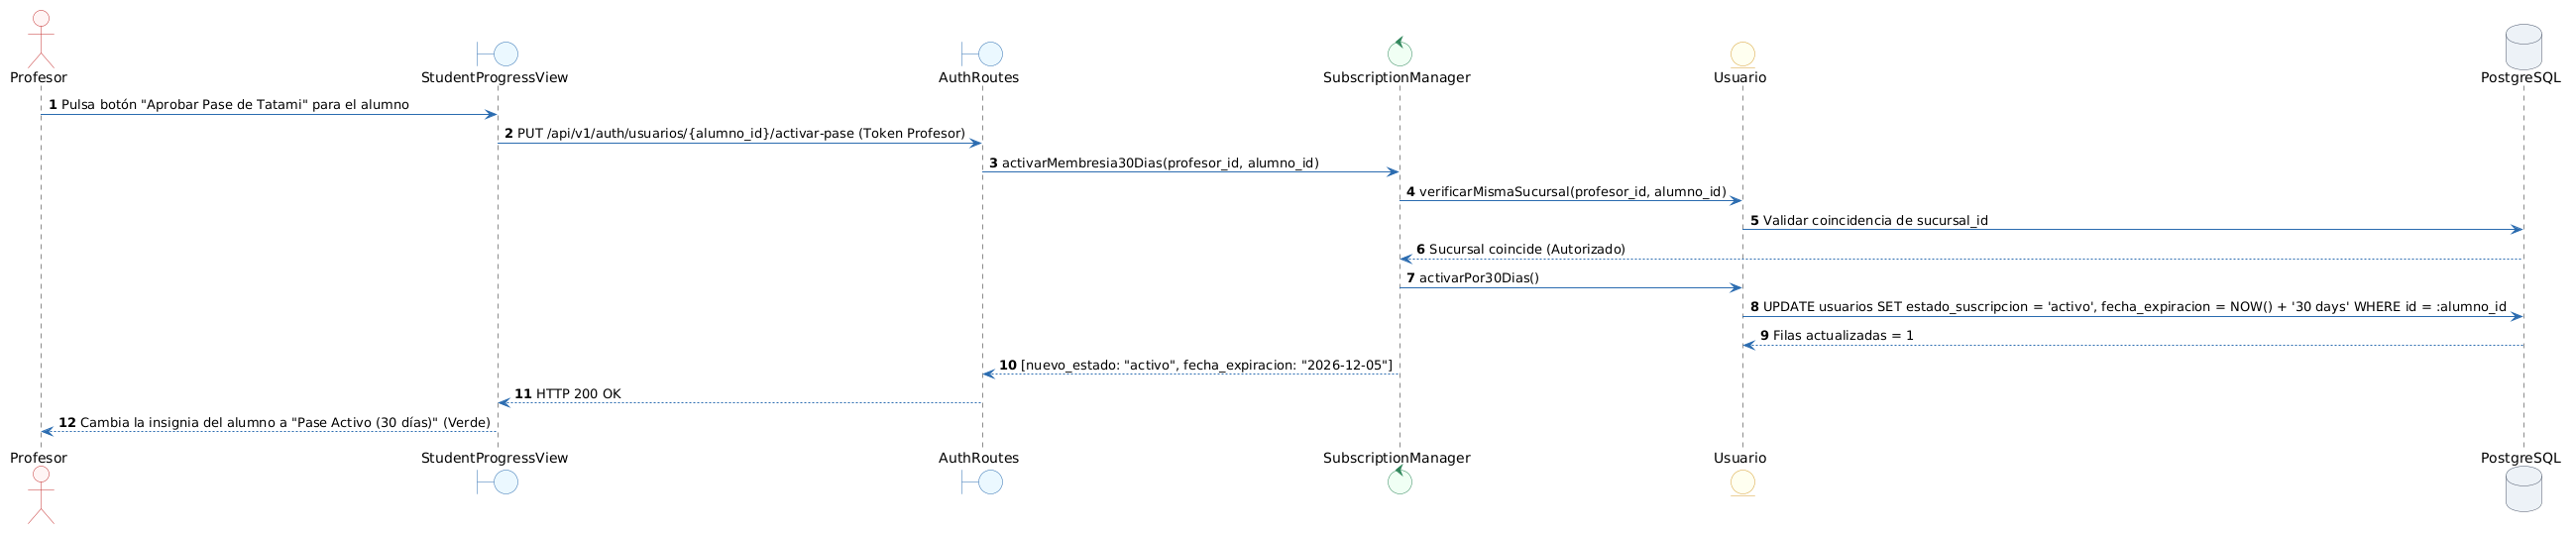 Profesor
StudentProgressView
AuthRoutes
SubscriptionManager
Usuario
PostgreSQL
1 Pulsa botón "Aprobar Pase de Tatami" para el alumno
2 PUT /api/v1/auth/usuarios/{alumno_id}/activar-pase (Token Profesor)
3 activarMembresia30Dias(profesor_id, alumno_id)
4 verificarMismaSucursal(profesor_id, alumno_id)
5 Validar coincidencia de sucursal_id
6 Sucursal coincide (Autorizado)
7 activarPor30Dias()
8 UPDATE usuarios SET estado_suscripcion = 'activo', fecha_expiracion = NOW() + '30 days' WHERE id = :alumno_id
9 Filas actualizadas = 1
10 [nuevo_estado: "activo", fecha_expiracion: "2026-12-05"]
11 HTTP 200 OK
12 Cambia la insignia del alumno a "Pase Activo (30 días)" (Verde)
Profesor
StudentProgressView
AuthRoutes
SubscriptionManager
Usuario
PostgreSQL